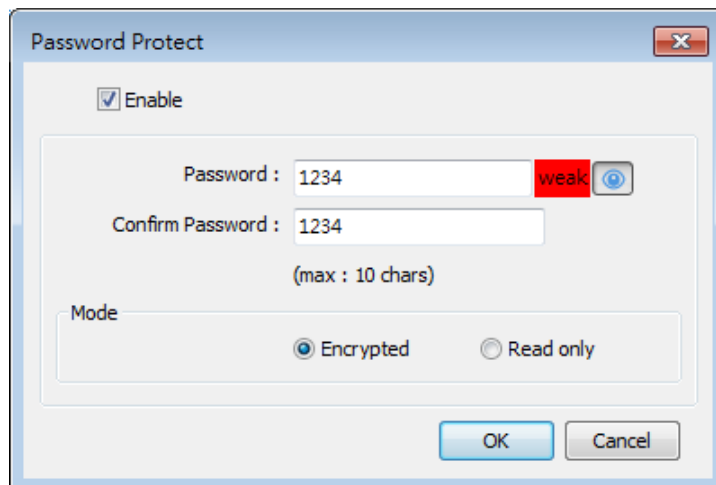 Password Protect
Enable
Password : 1234 weak
Confirm Password : 1234
(max : 10 chars)
Mode
Encrypted Read only
OK Cancel